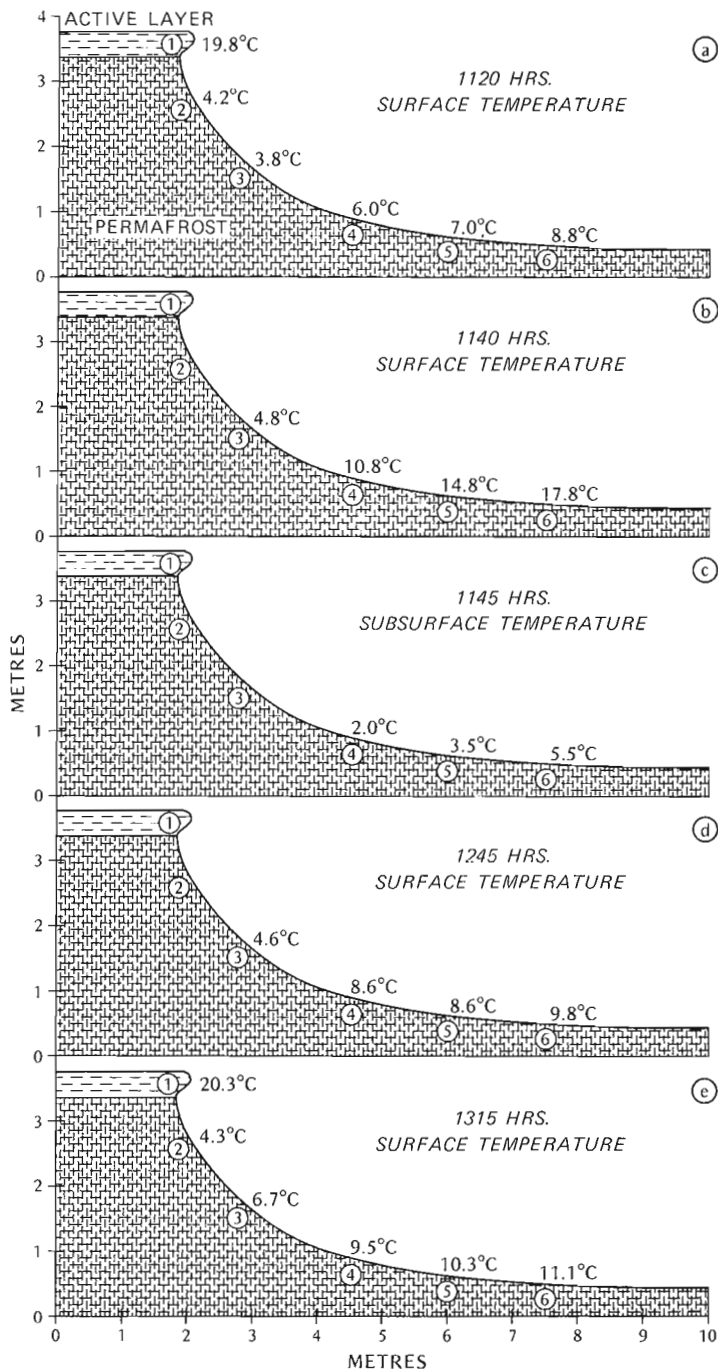 4
ACTIVE LAYER
1 19.8°C
a
1120 HRS.
SURFACE TEMPERATURE
3
2 4.2°C
2
3 3.8°C
1
PERMAFROST
4 6.0°C
5 7.0°C
6 8.8°C
0
1
b
1140 HRS.
SURFACE TEMPERATURE
3
2
2
3 4.8°C
1
4 10.8°C
5 14.8°C
6 17.8°C
0
1
c
1145 HRS.
SUBSURFACE TEMPERATURE
3
2
2
3
METRES
1
4 2.0°C
5 3.5°C
6 5.5°C
0
1
d
1245 HRS.
SURFACE TEMPERATURE
3
2
2
3 4.6°C
1
4 8.6°C
5 8.6°C
6 9.8°C
0
1 20.3°C
e
1315 HRS.
SURFACE TEMPERATURE
3
2 4.3°C
2
3 6.7°C
1
4 9.5°C
5 10.3°C
6 11.1°C
0
0 1 2 3 4 5 6 7 8 9 10
METRES